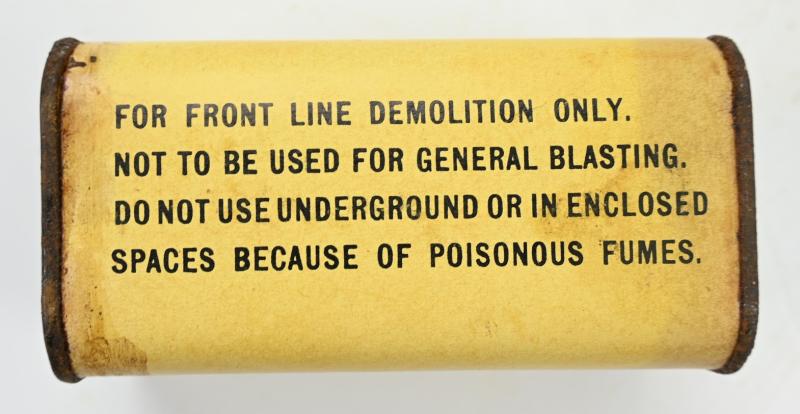 FOR FRONT LINE DEMOLITION ONLY.
NOT TO BE USED FOR GENERAL BLASTING.
DO NOT USE UNDERGROUND OR IN ENCLOSED
SPACES BECAUSE OF POISONOUS FUMES.